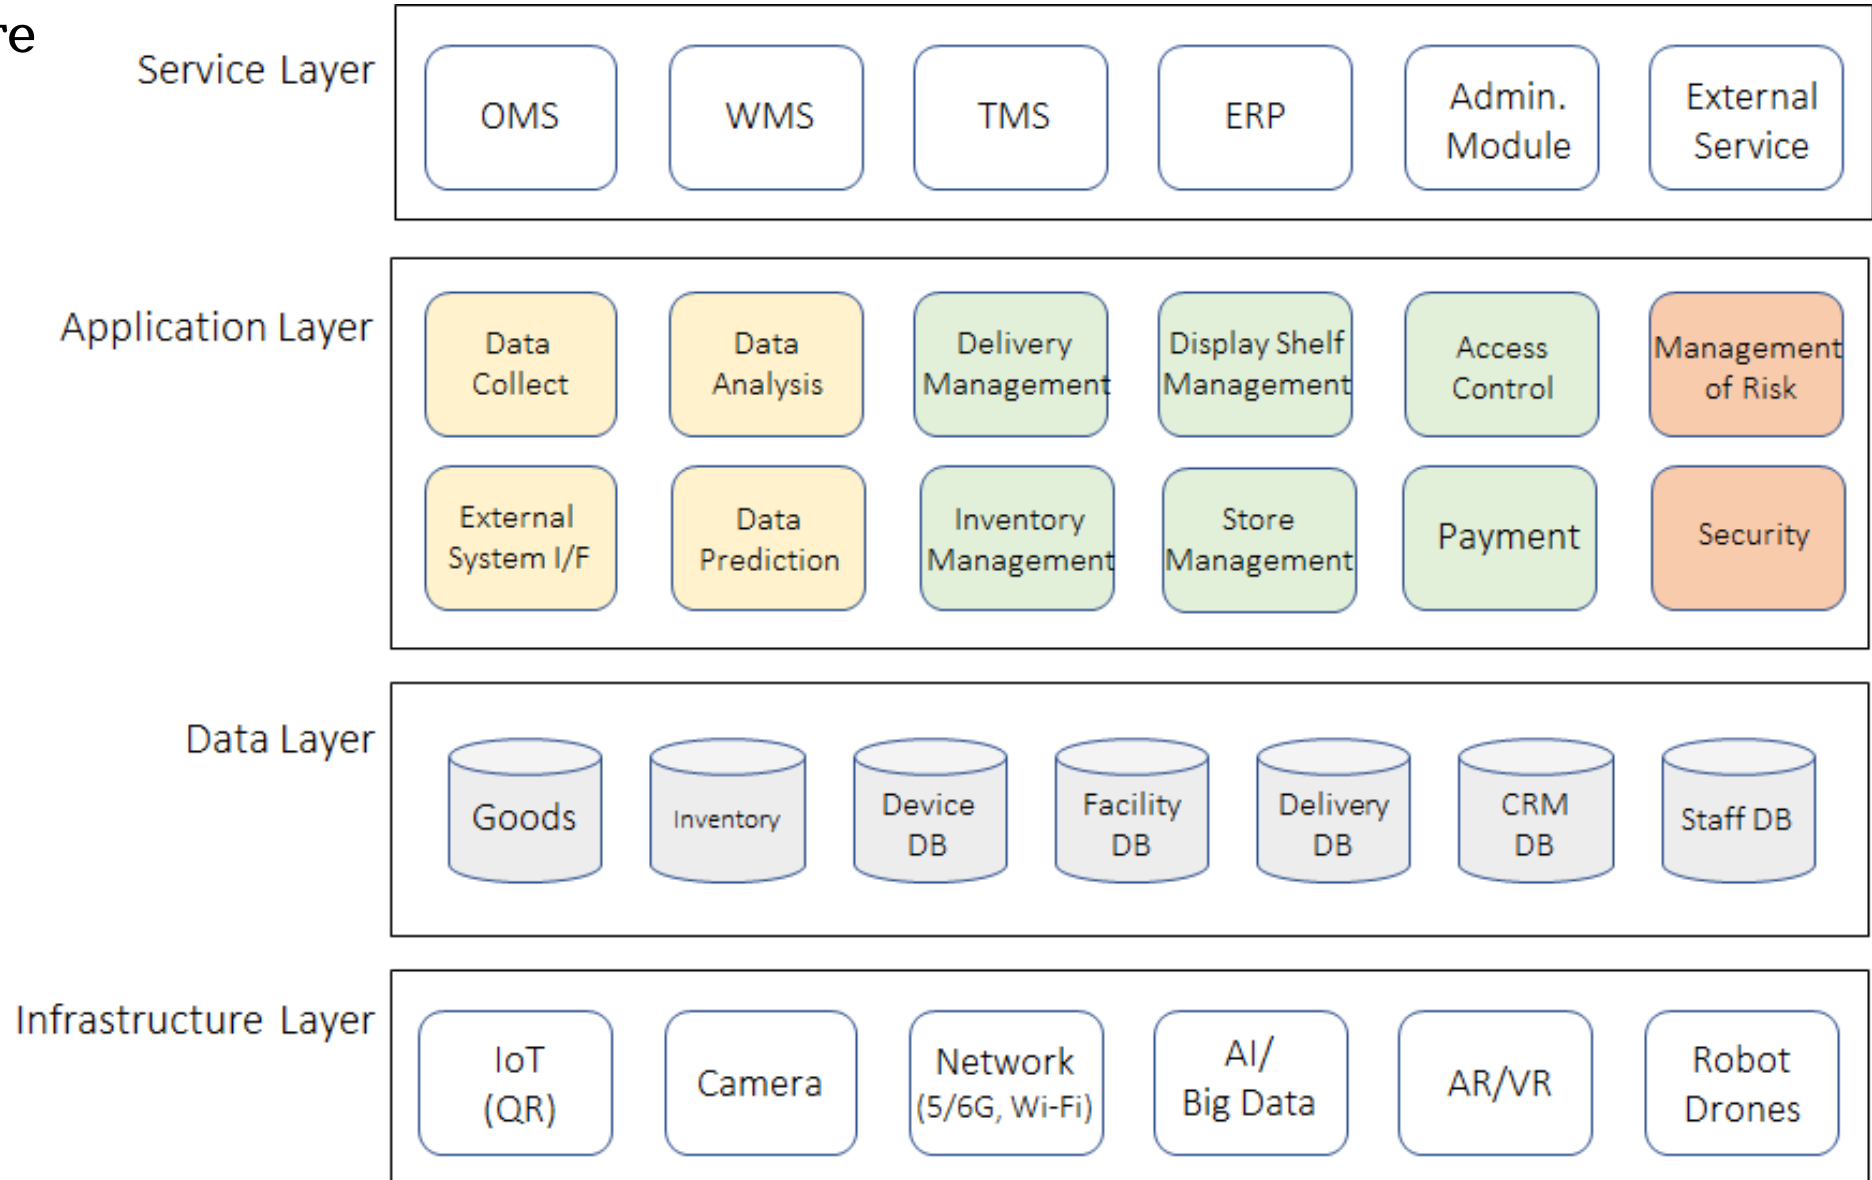 re
Service Layer
OMS
WMS
TMS
ERP
Admin.
Module
External
Service
Application Layer
Data
Collect
Data
Analysis
Delivery
Management
Display Shelf
Management
Access
Control
Management
of Risk
External
System I/F
Data
Prediction
Inventory
Management
Store
Management
Payment
Security
Data Layer
Goods
Inventory
Device
DB
Facility
DB
Delivery
DB
CRM
DB
Staff DB
Infrastructure Layer
IoT
(QR)
Camera
Network
(5/6G, Wi-Fi)
AI/
Big Data
AR/VR
Robot
Drones